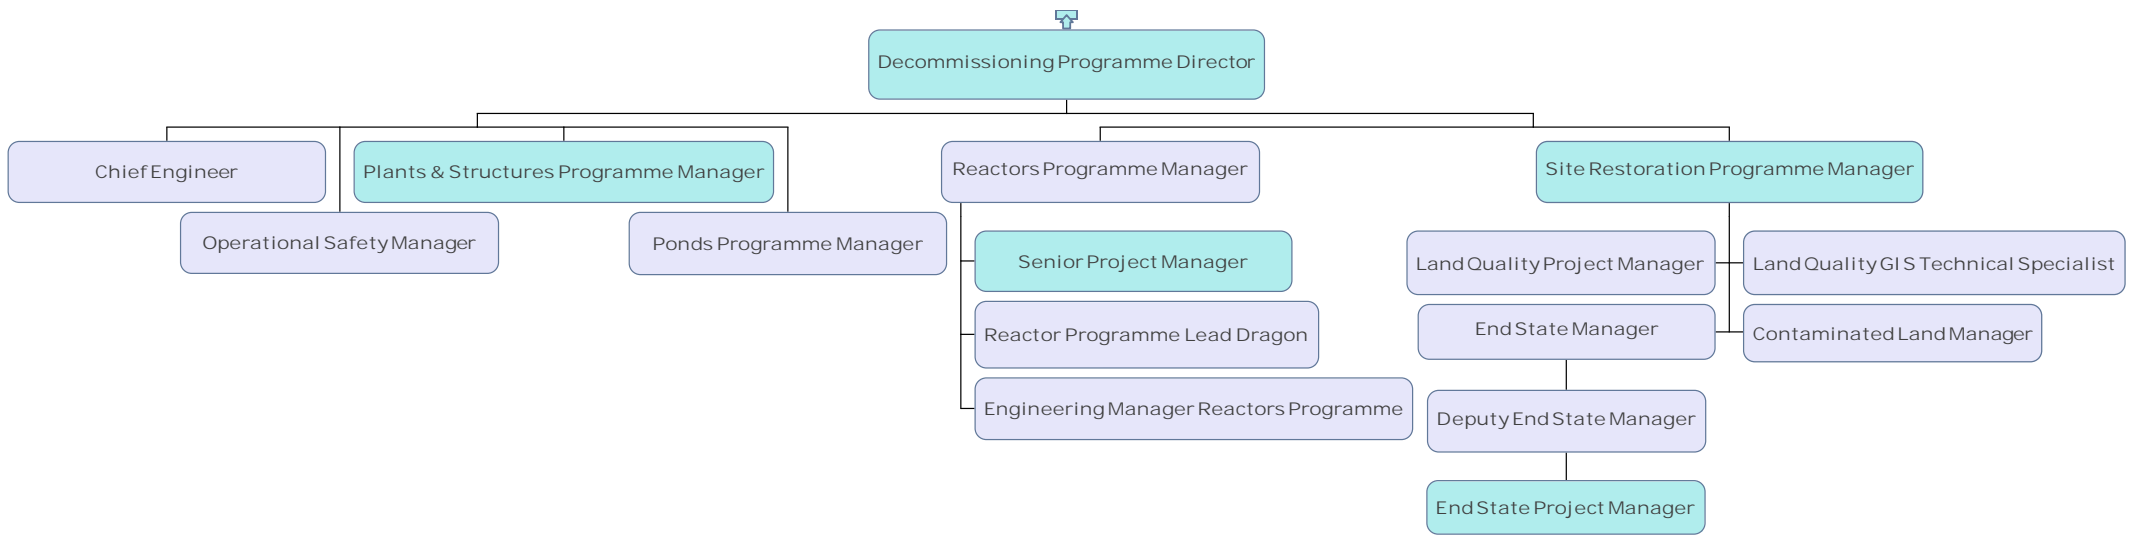 Decommissioning Programme Director
Chief Engineer
Plants & Structures Programme Manager
Reactors Programme Manager
Site Restoration Programme Manager
Operational Safety Manager
Ponds Programme Manager
Senior Project Manager
Reactor Programme Lead Dragon
Engineering Manager Reactors Programme
Land Quality Project Manager
Land Quality GIS Technical Specialist
End State Manager
Contaminated Land Manager
Deputy End State Manager
End State Project Manager